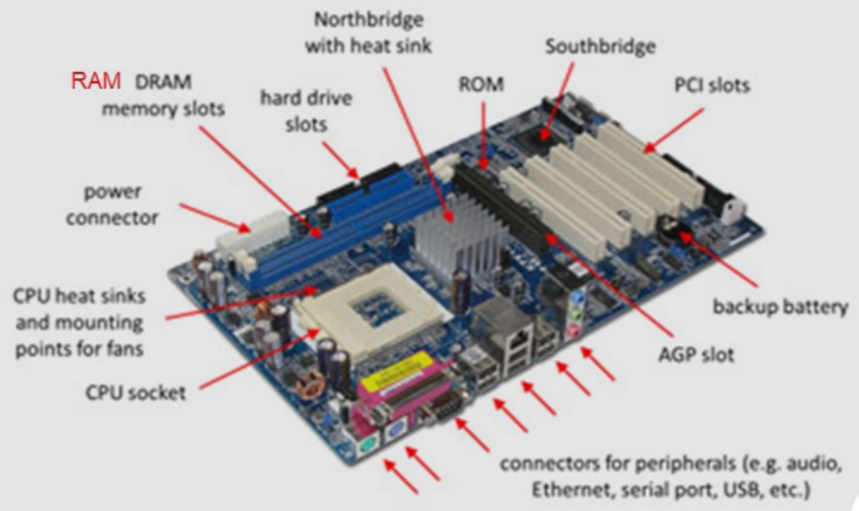 Northbridge
with heat sink
Southbridge
RAM DRAM
memory slots
hard drive
slots
ROM
PCI slots
power
connector
CPU heat sinks
and mounting
points for fans
backup battery
AGP slot
CPU socket
connectors for peripherals (e.g. audio,
Ethernet, serial port, USB, etc.)